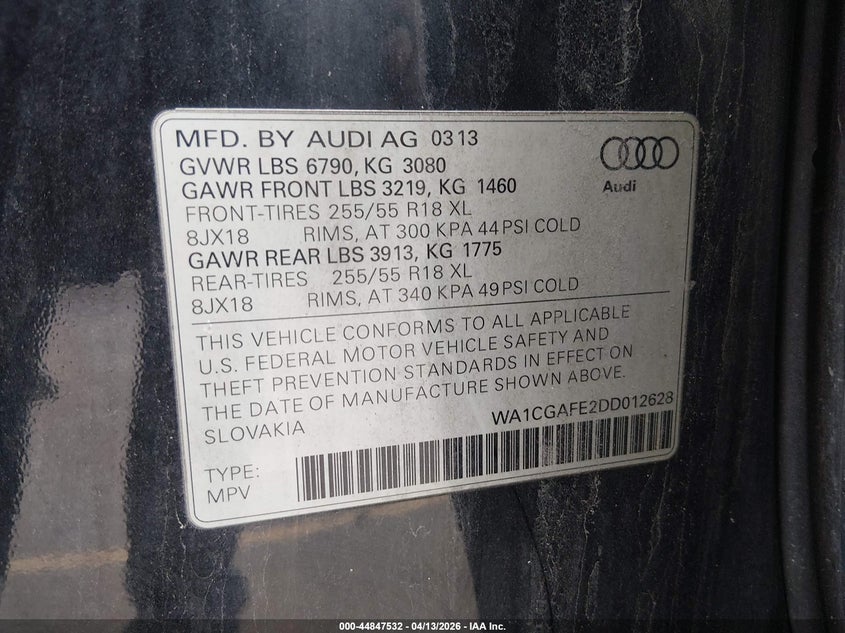 MFD. BY AUDI AG 0313
GVWR LBS 6790, KG 3080
GAWR FRONT LBS 3219, KG 1460
FRONT-TIRES 255/55 R18 XL
8JX18 RIMS, AT 300 KPA 44 PSI COLD
GAWR REAR LBS 3913, KG 1775
REAR-TIRES 255/55 R18 XL
8JX18 RIMS, AT 340 KPA 49 PSI COLD
Audi
THIS VEHICLE CONFORMS TO ALL APPLICABLE
U.S. FEDERAL MOTOR VEHICLE SAFETY AND
THEFT PREVENTION STANDARDS IN EFFECT ON
THE DATE OF MANUFACTURE SHOWN ABOVE.
SLOVAKIA
WA1CGAFE2DD012628
TYPE:
MPV
000-44847532 - 04/13/2026 - IAA Inc.